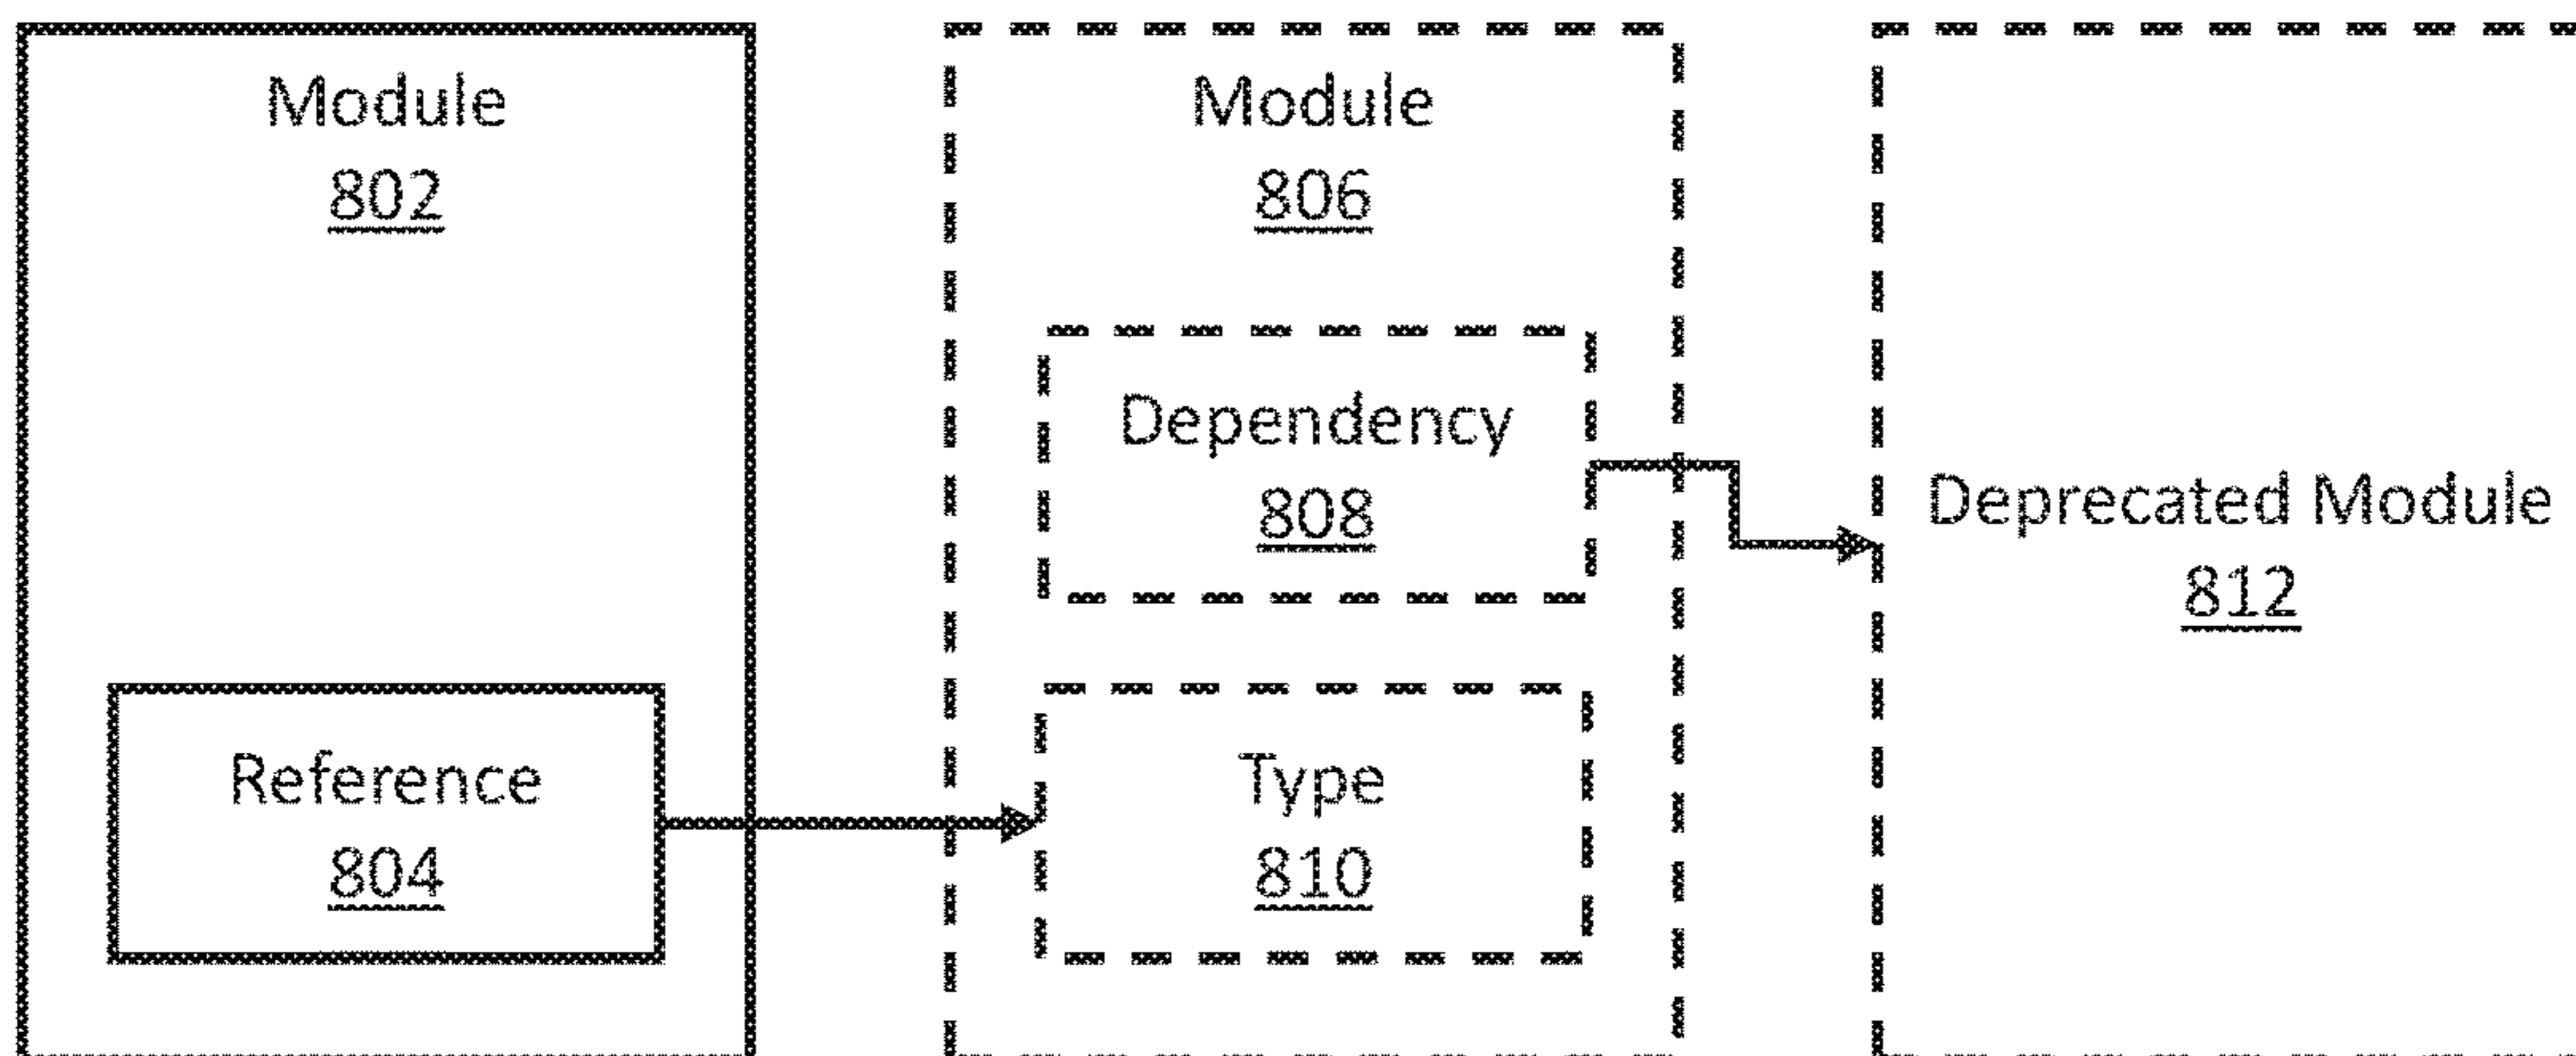 Module
802
Reference
804
Module
806
Dependency
808
Type
810
Deprecated Module
812